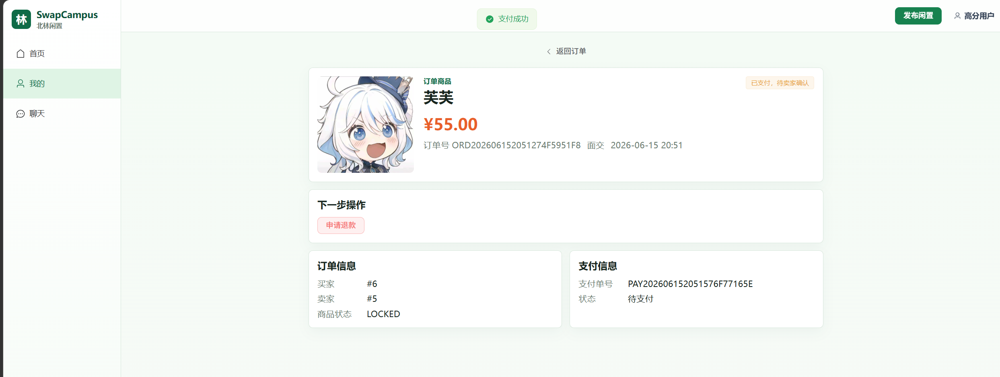 林
SwapCampus
北林闲置
支付成功
发布闲置
高分用户
首页
我的
聊天
返回订单
订单商品
已支付，待卖家确认
芙芙
¥55.00
订单号 ORD202606152051274F5951F8 面交 2026-06-15 20:51
下一步操作
申请退款
订单信息
买家 #6
卖家 #5
商品状态 LOCKED
支付信息
支付单号 PAY202606152051576F77165E
状态 待支付